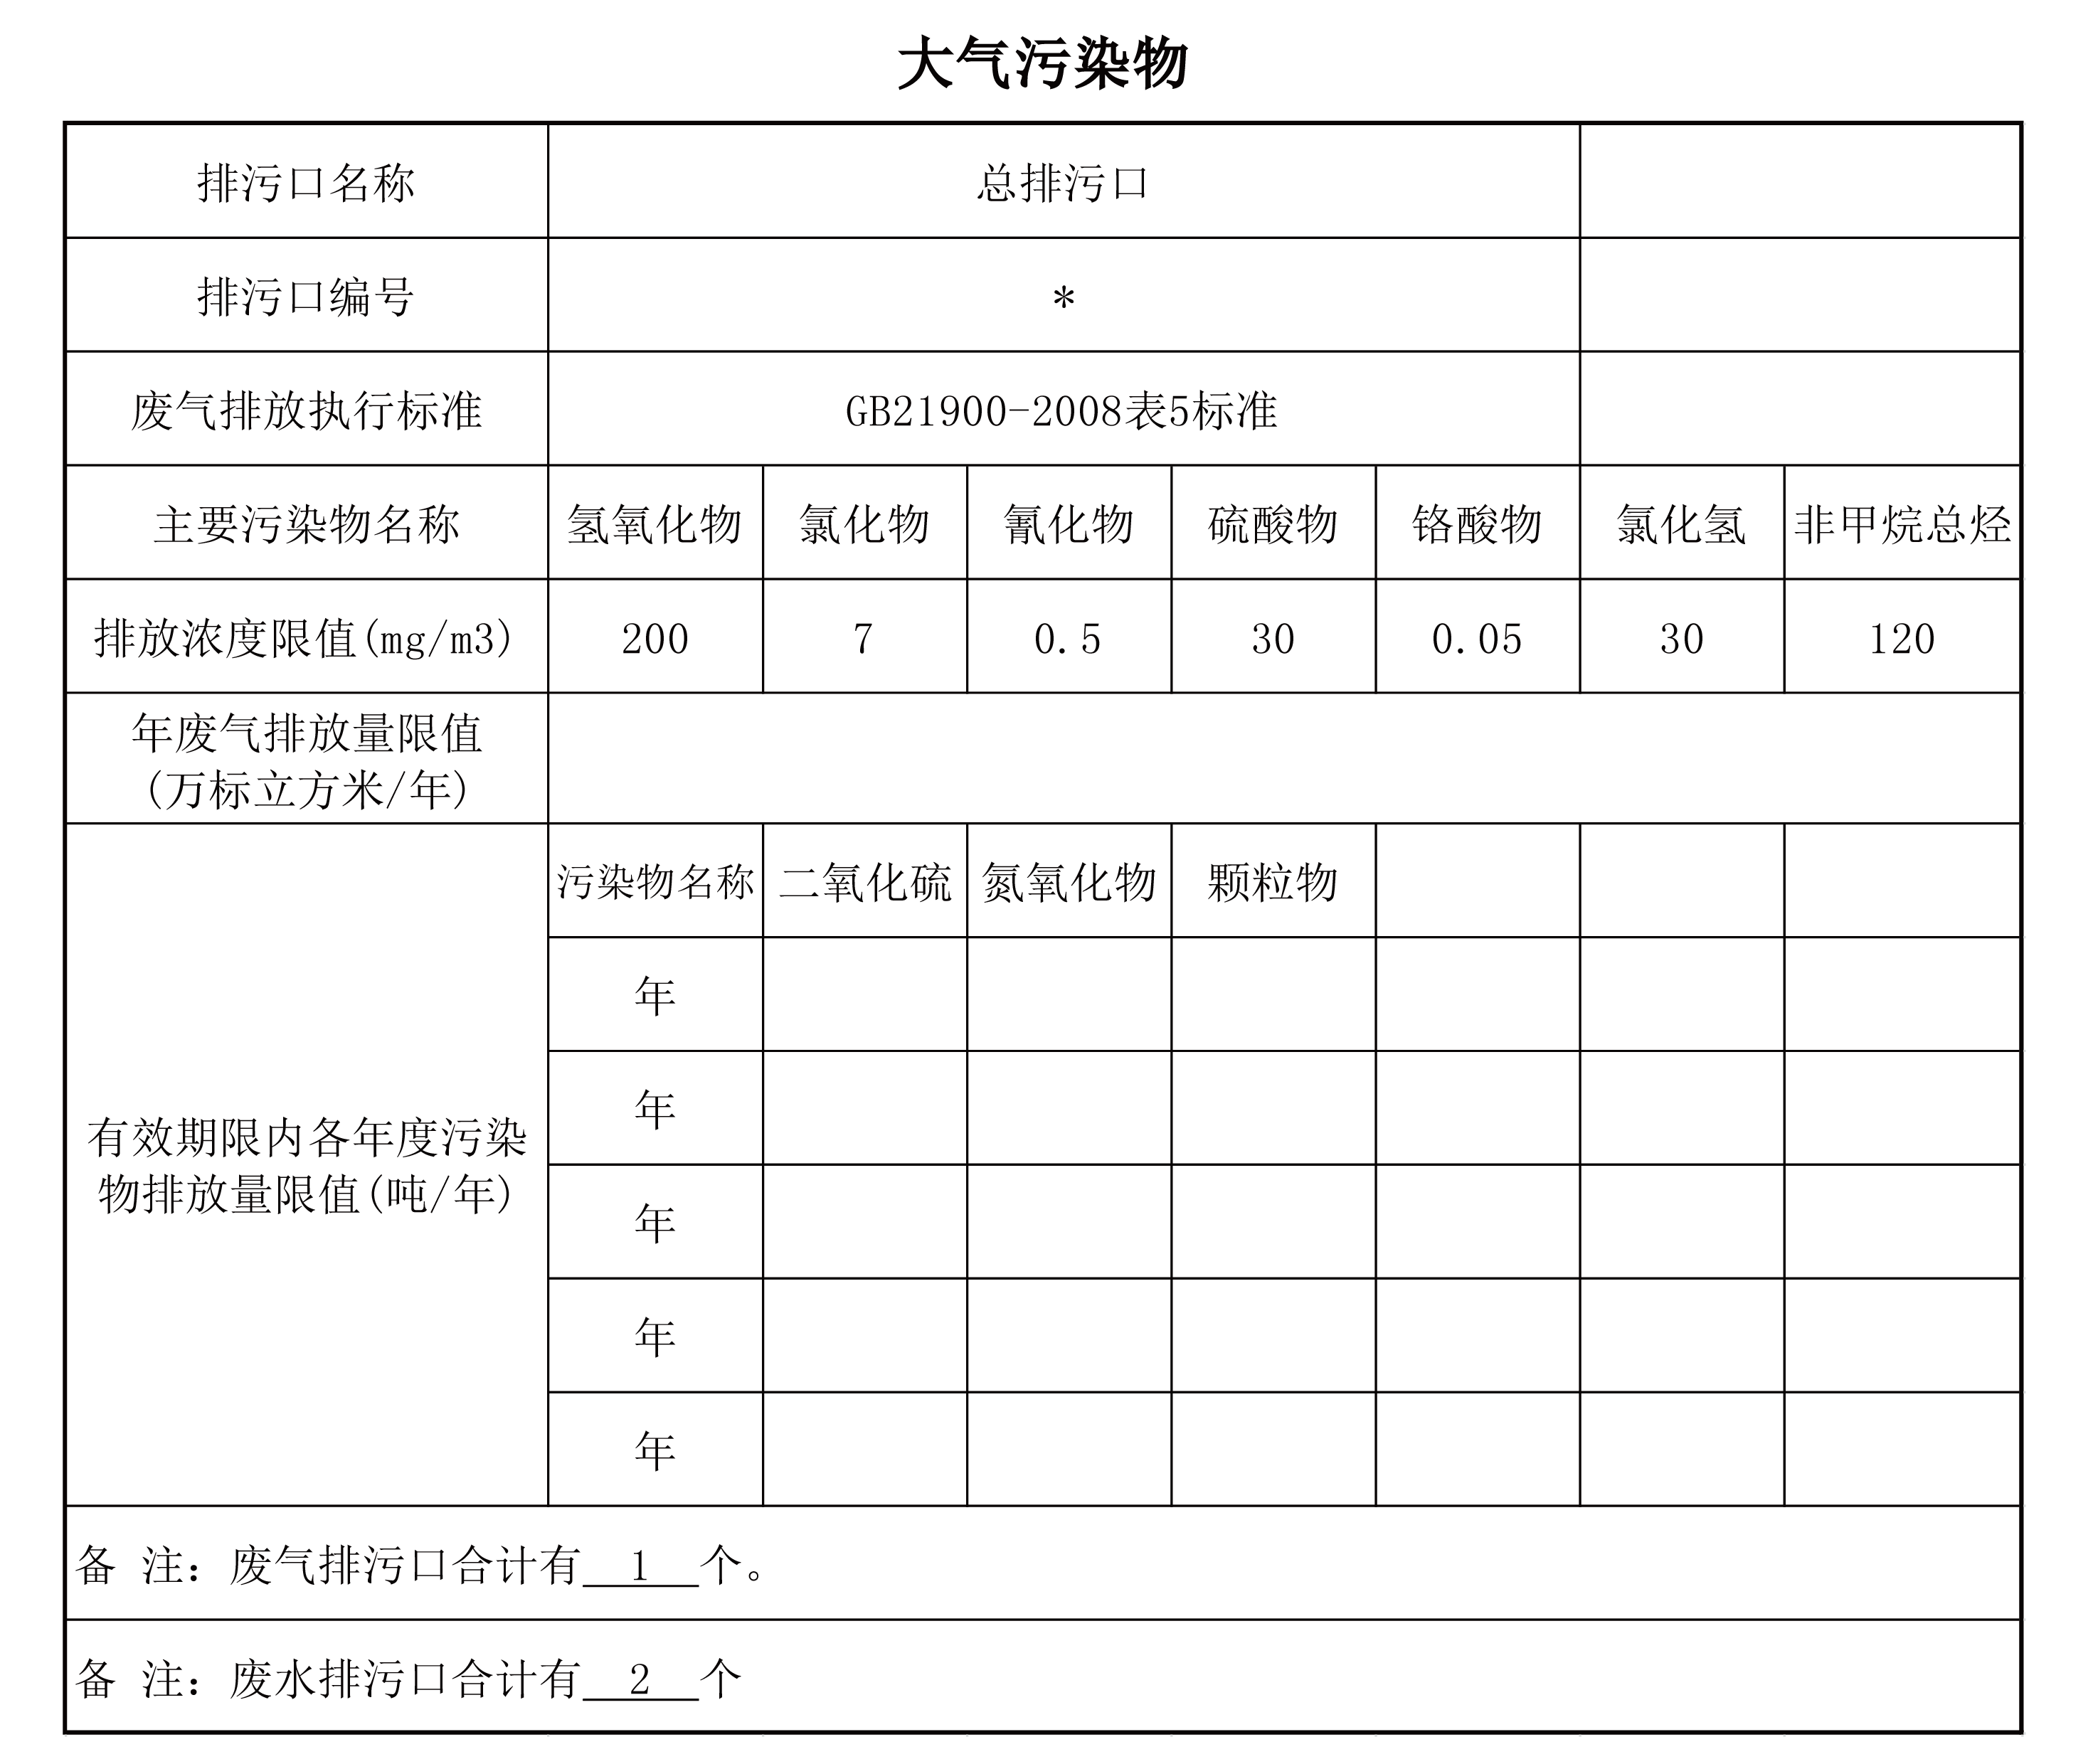 大气污染物
排污口名称 总排污口
排污口编号 *
废气排放执行标准 GB21900-2008表5标准
主要污染物名称 氢氧化物 氯化物 氰化物 硫酸物 铬酸物 氯化氢 非甲烷总烃
排放浓度限值(mg/m3) 200 7 0.5 30 0.05 30 120
年废气排放量限值
(万标立方米/年)
污染物名称 二氧化硫 氮氧化物 颗粒物
年
年
有效期限内各年度污染
物排放量限值(吨/年)
年
年
年
备 注：废气排污口合计有 1 个。
备 注：废水排污口合计有 2 个